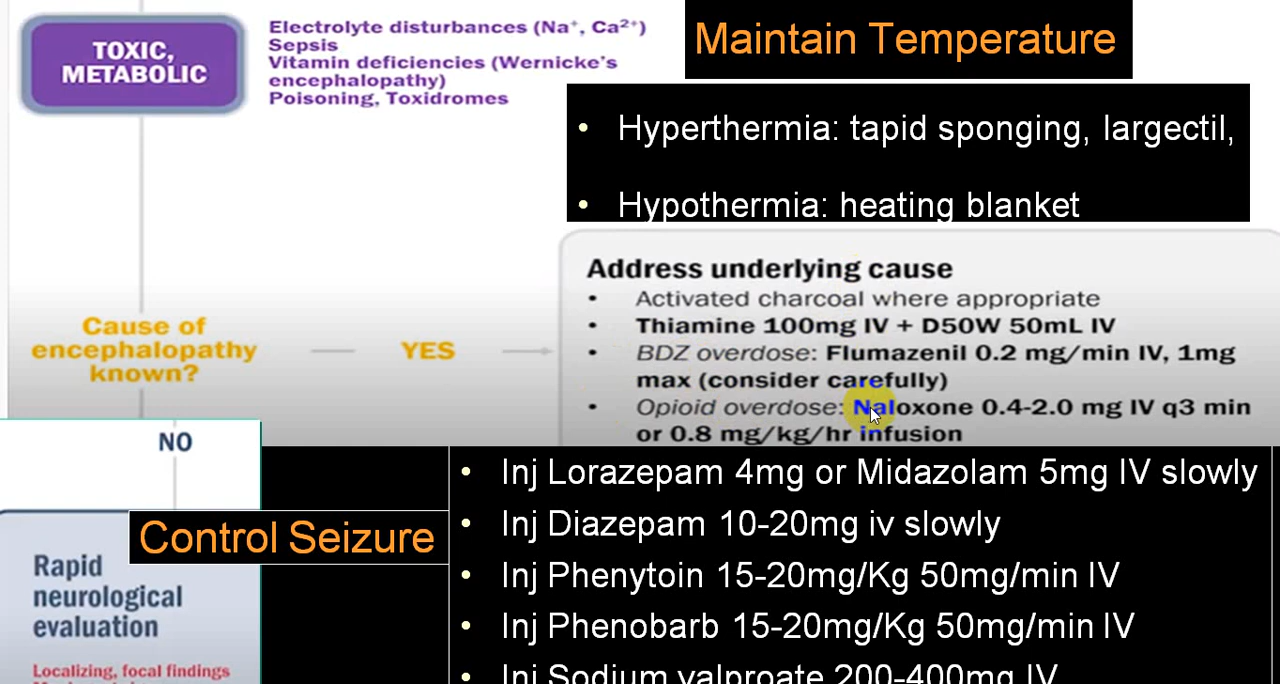 TOXIC,
METABOLIC
Electrolyte disturbances (Na⁺, Ca²⁺)
Sepsis
Vitamin deficiencies (Wernicke's
encephalopathy)
Poisoning, Toxidromes
Maintain Temperature
• Hyperthermia: tapid sponging, largectil,
• Hypothermia: heating blanket
Cause of
encephalopathy
known?
YES
Address underlying cause
• Activated charcoal where appropriate
• Thiamine 100mg IV + D50W 50mL IV
• BDZ overdose: Flumazenil 0.2 mg/min IV, 1mg
max (consider carefully)
• Opioid overdose: Naloxone 0.4-2.0 mg IV q3 min
or 0.8 mg/kg/hr infusion
NO
Control Seizure
• Inj Lorazepam 4mg or Midazolam 5mg IV slowly
• Inj Diazepam 10-20mg iv slowly
• Inj Phenytoin 15-20mg/Kg 50mg/min IV
• Inj Phenobarb 15-20mg/Kg 50mg/min IV
• Inj Sodium valproate 200-400mg IV
Rapid
neurological
evaluation
Localizing, focal findings